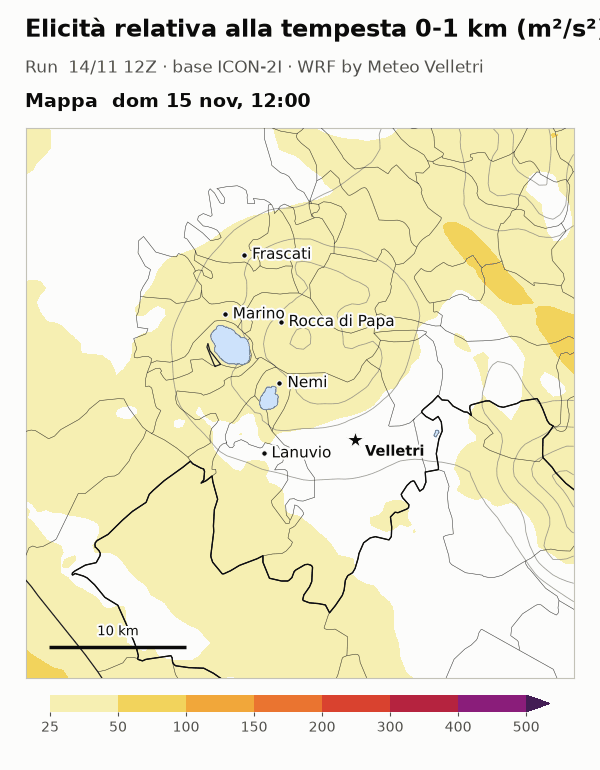 Elicità relativa alla tempesta 0-1 km (m²/s²)
Run 14/11 12Z · base ICON-2I · WRF by Meteo Velletri
Mappa dom 15 nov, 12:00
Frascati
Marino
Rocca di Papa
Nemi
Velletri
Lanuvio
10 km
25 50 100 150 200 300 400 500